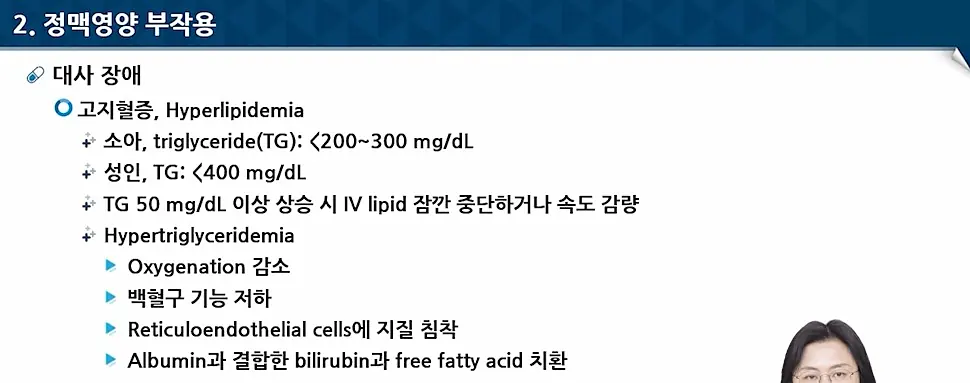 2. 정맥영양 부작용
대사 장애
고지혈증, Hyperlipidemia
소아, triglyceride(TG): <200~300 mg/dL
성인, TG: <400 mg/dL
TG 50 mg/dL 이상 상승 시 IV lipid 잠깐 중단하거나 속도 감량
Hypertriglyceridemia
Oxygenation 감소
백혈구 기능 저하
Reticuloendothelial cells에 지질 침착
Albumin과 결합한 bilirubin과 free fatty acid 치환